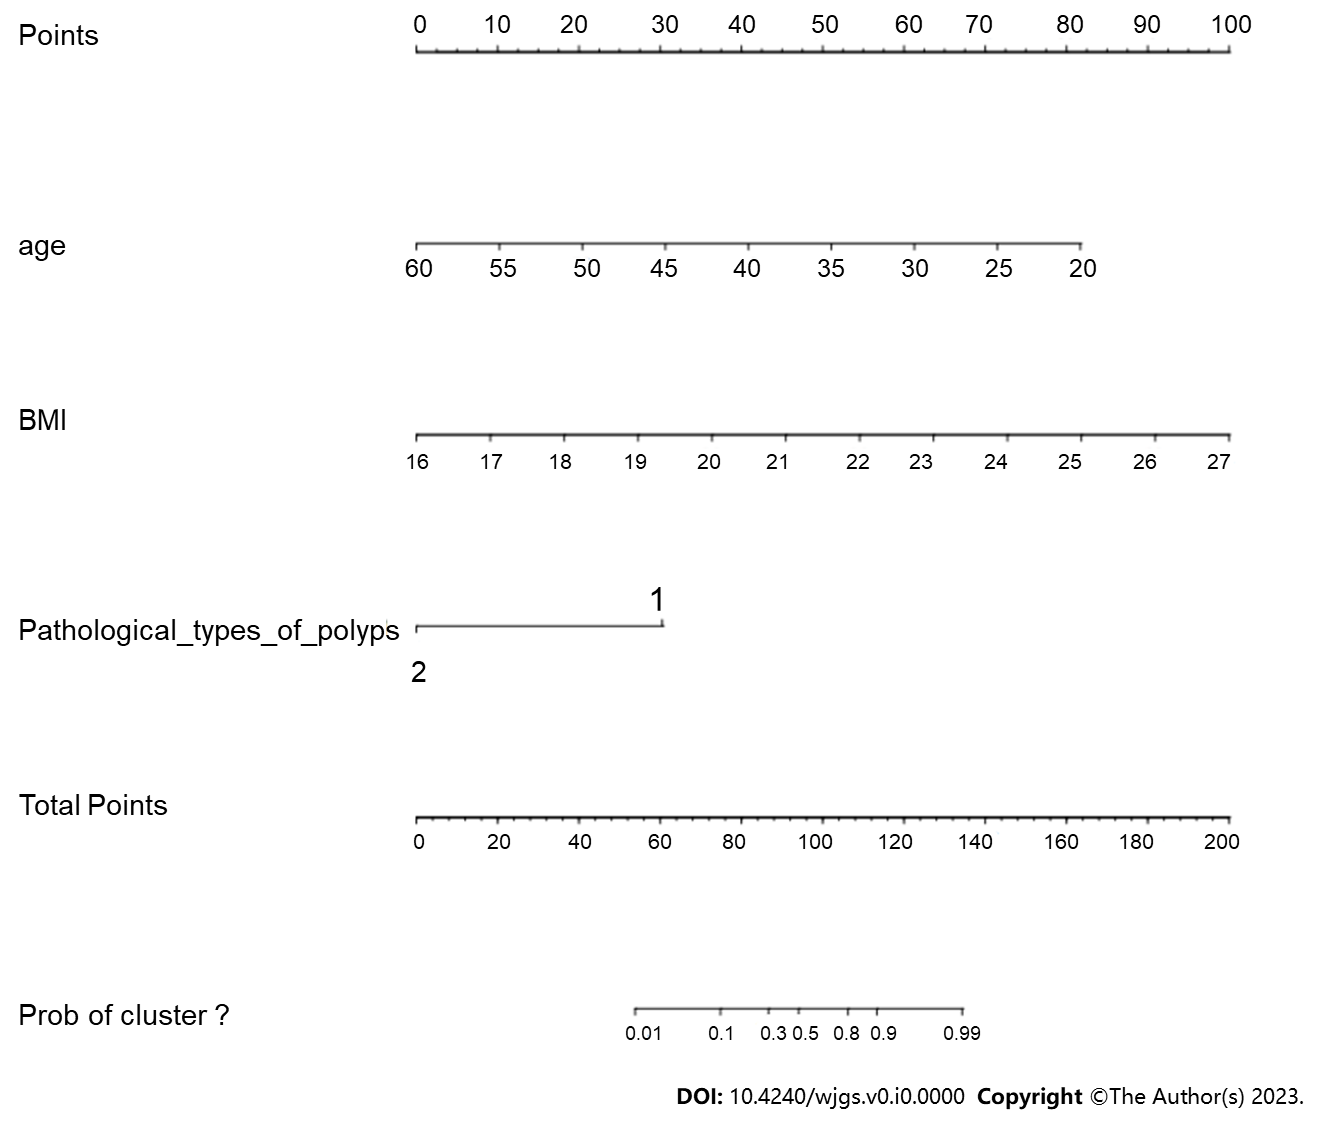 Points 0 10 20 30 40 50 60 70 80 90 100
age
60 55 50 45 40 35 30 25 20
BMI
16 17 18 19 20 21 22 23 24 25 26 27
1
Pathological_types_of_polyps
2
Total Points
0 20 40 60 80 100 120 140 160 180 200
Prob of cluster ?
0.01 0.1 0.3 0.5 0.8 0.9 0.99
DOI: 10.4240/wjgs.v0.i0.0000 Copyright ©The Author(s) 2023.